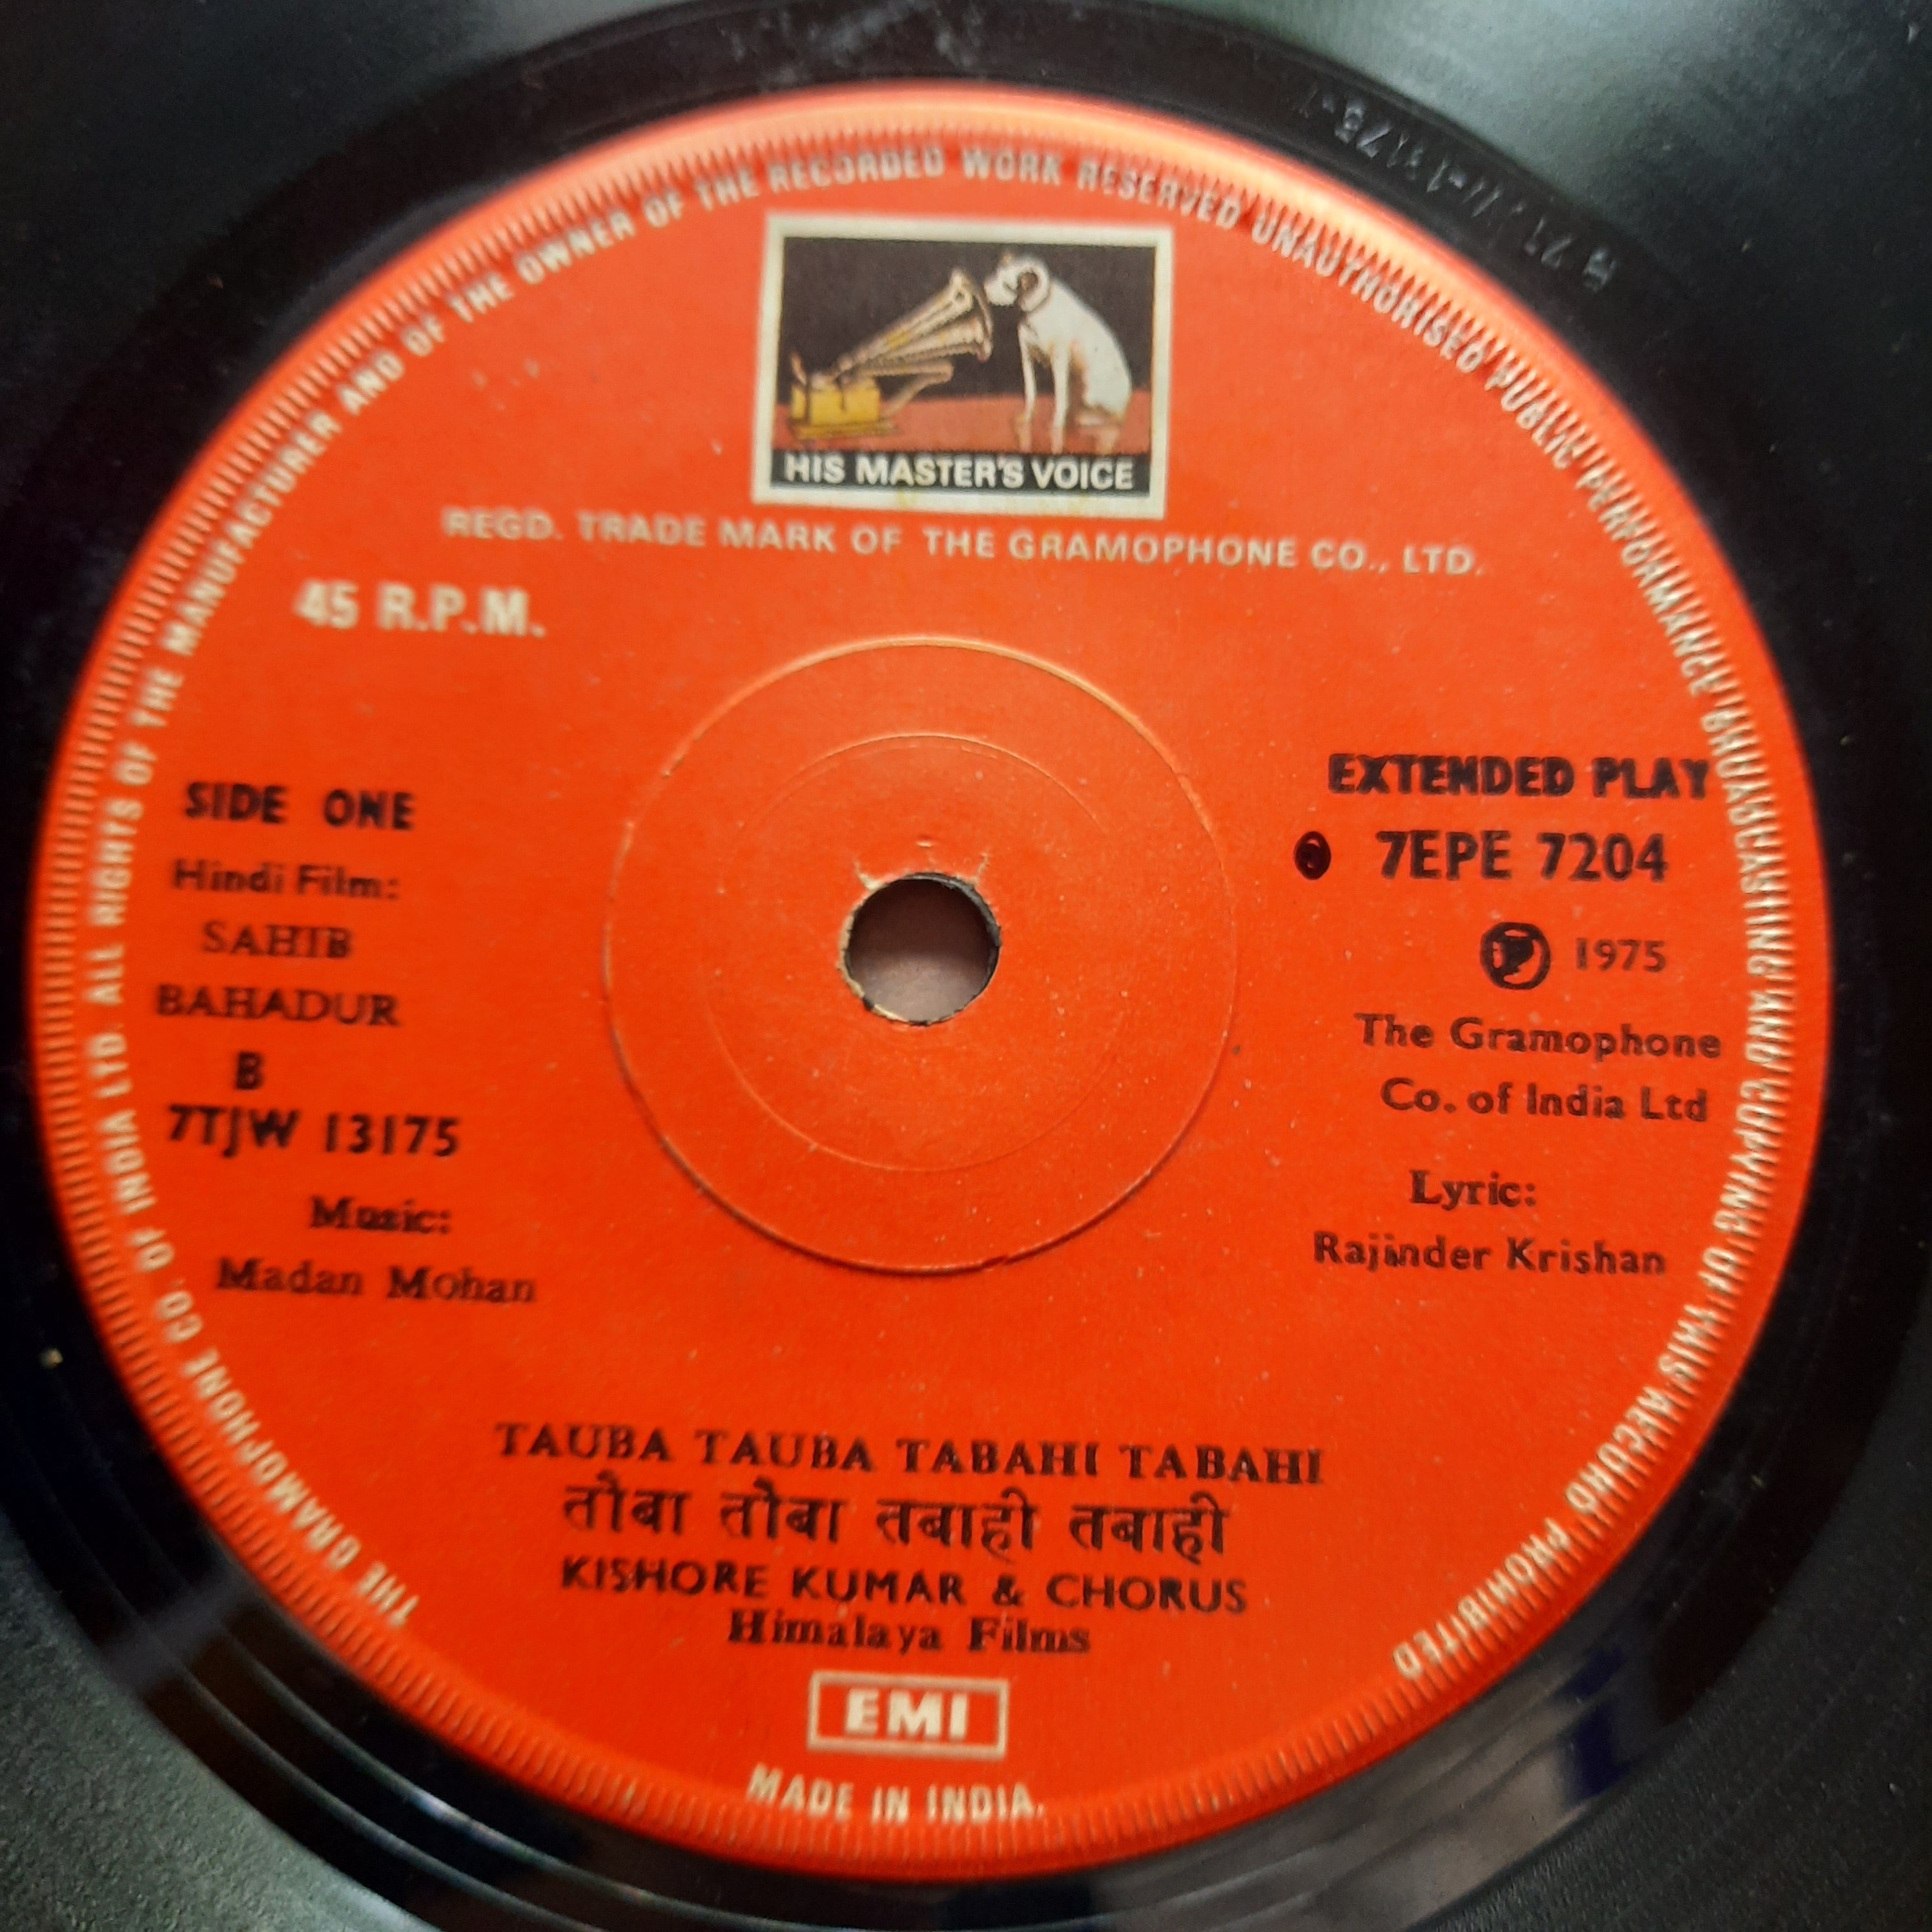 THE GRAMOPHONE CO. OF INDIA LTD. ALL RIGHTS OF THE MANUFACTURER AND OF THE OWNER OF THE RECORDED WORK RESERVED UNAUTHORISED PUBLIC PERFORMANCE BROADCASTING AND COPYING OF THIS RECORD PROHIBITED
HIS MASTER'S VOICE
REGD. TRADE MARK OF THE GRAMOPHONE CO., LTD.
45 R.P.M.
SIDE ONE
Hindi Film:
SAHIB
BAHADUR
B
7TJW 13175
Music:
Madan Mohan
EXTENDED PLAY
7EPE 7204
Ⓟ 1975
The Gramophone
Co. of India Ltd
Lyric:
Rajinder Krishan
TAUBA TAUBA TABAHI TABAHI
तौबा तौबा तबाही तबाही
KISHORE KUMAR & CHORUS
Himalaya Films
EMI
MADE IN INDIA.